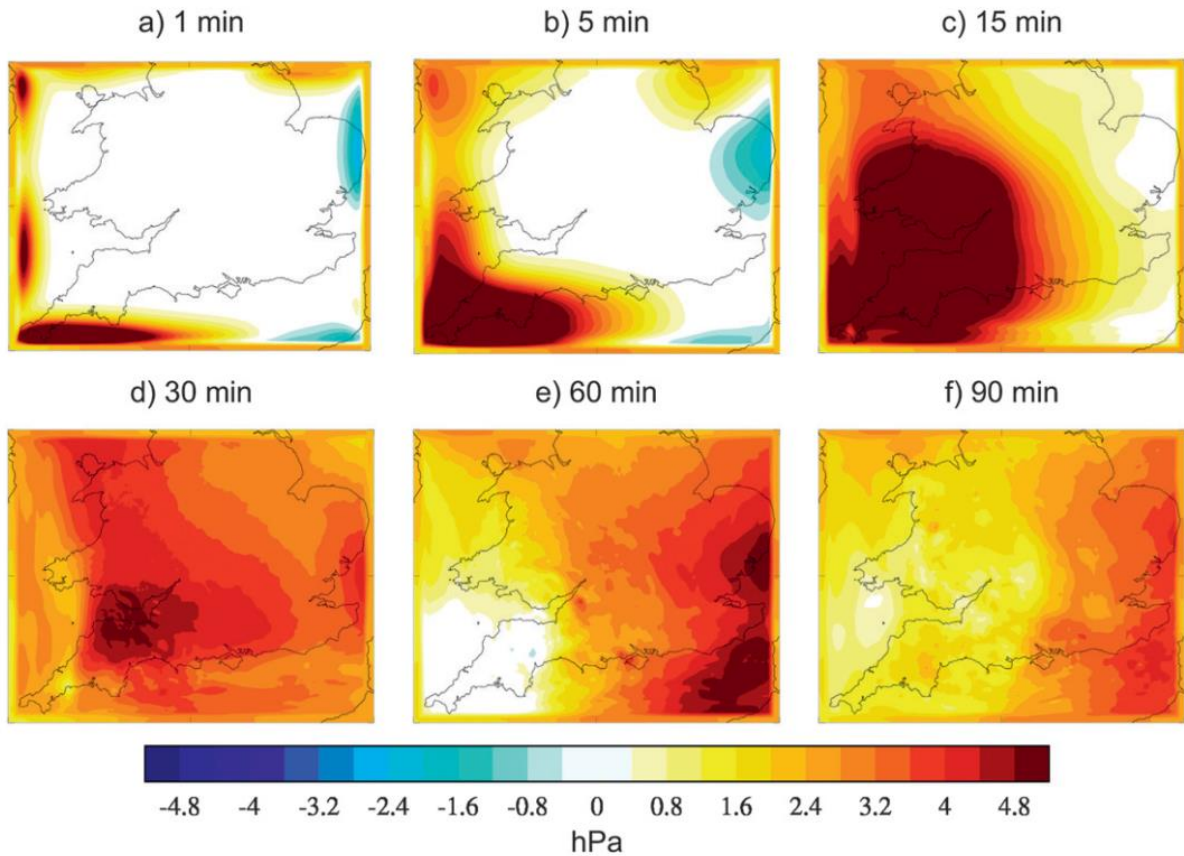 a) 1 min b) 5 min c) 15 min
d) 30 min e) 60 min f) 90 min
-4.8 -4 -3.2 -2.4 -1.6 -0.8 0 0.8 1.6 2.4 3.2 4 4.8
hPa